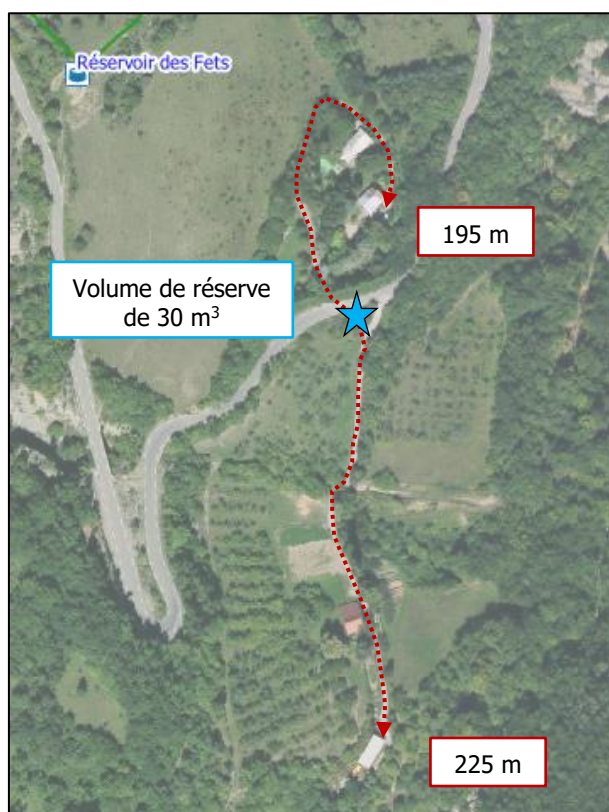 Réservoir des Fets
195 m
Volume de réserve
de 30 m³
225 m